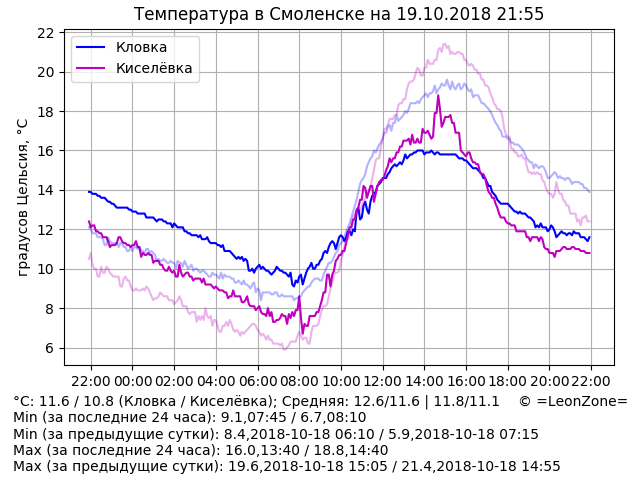 Температура в Смоленске на 19.10.2018 21:55
градусов Цельсия, °C
22
20
18
16
14
12
10
8
6
Кловка
Киселёвка
22:00 00:00 02:00 04:00 06:00 08:00 10:00 12:00 14:00 16:00 18:00 20:00 22:00
°C: 11.6 / 10.8 (Кловка / Киселёвка); Средняя: 12.6/11.6 | 11.8/11.1 © =LeonZone=
Min (за последние 24 часа): 9.1,07:45 / 6.7,08:10
Min (за предыдущие сутки): 8.4,2018-10-18 06:10 / 5.9,2018-10-18 07:15
Max (за последние 24 часа): 16.0,13:40 / 18.8,14:40
Max (за предыдущие сутки): 19.6,2018-10-18 15:05 / 21.4,2018-10-18 14:55